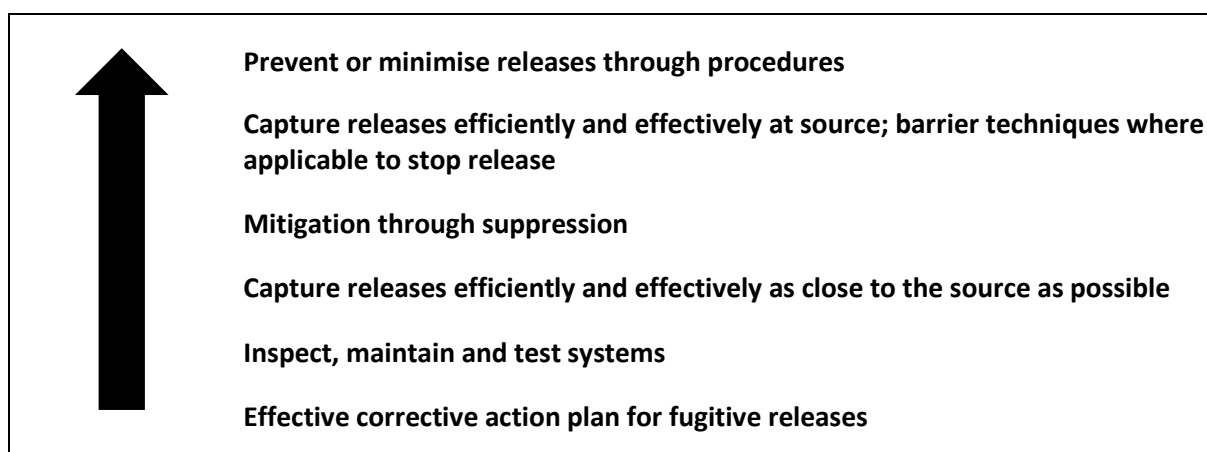 Prevent or minimise releases through procedures
Capture releases efficiently and effectively at source; barrier techniques where
applicable to stop release
Mitigation through suppression
Capture releases efficiently and effectively as close to the source as possible
Inspect, maintain and test systems
Effective corrective action plan for fugitive releases